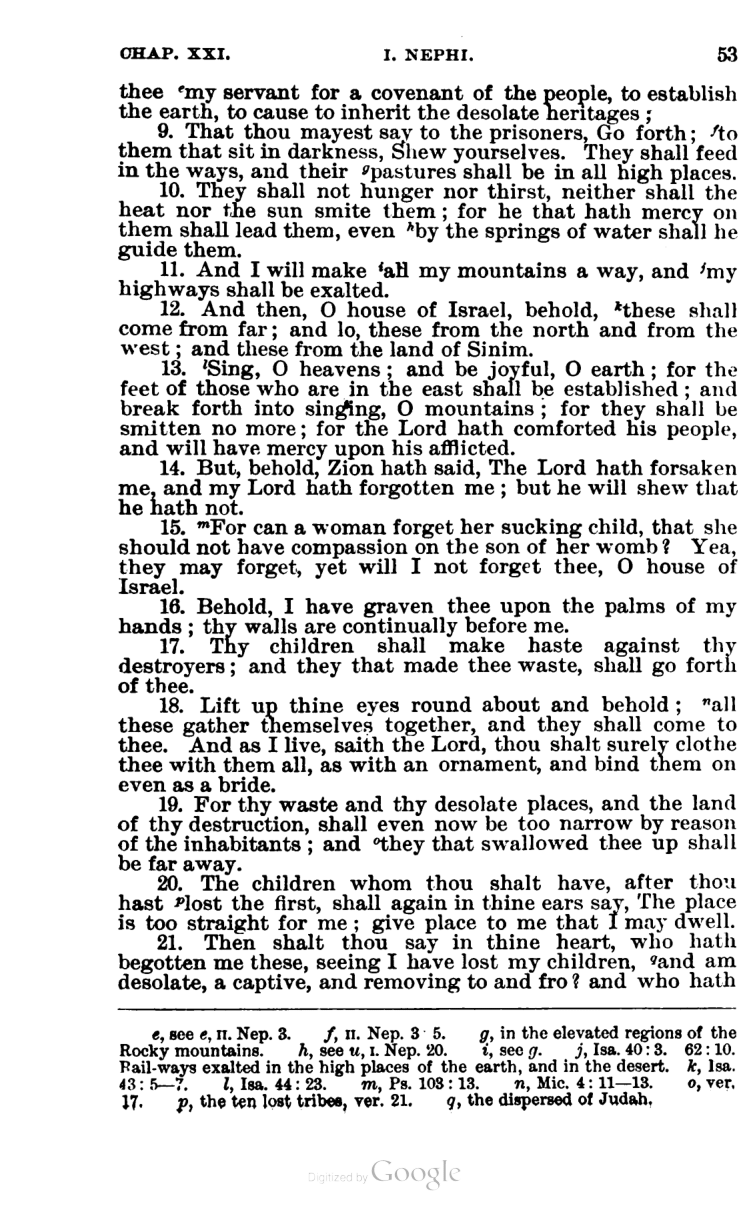 CHAP. XXI. I. NEPHI. 53
thee ᵉmy servant for a covenant of the people, to establish
the earth, to cause to inherit the desolate heritages ;
9. That thou mayest say to the prisoners, Go forth ; ᶠto
them that sit in darkness, Shew yourselves. They shall feed
in the ways, and their ᵍpastures shall be in all high places.
10. They shall not hunger nor thirst, neither shall the
heat nor the sun smite them ; for he that hath mercy on
them shall lead them, even ʰby the springs of water shall he
guide them.
11. And I will make ⁱall my mountains a way, and ʲmy
highways shall be exalted.
12. And then, O house of Israel, behold, ᵏthese shall
come from far ; and lo, these from the north and from the
west ; and these from the land of Sinim.
13. ˡSing, O heavens ; and be joyful, O earth ; for the
feet of those who are in the east shall be established ; and
break forth into singing, O mountains ; for they shall be
smitten no more ; for the Lord hath comforted his people,
and will have mercy upon his afflicted.
14. But, behold, Zion hath said, The Lord hath forsaken
me, and my Lord hath forgotten me ; but he will shew that
he hath not.
15. ᵐFor can a woman forget her sucking child, that she
should not have compassion on the son of her womb ? Yea,
they may forget, yet will I not forget thee, O house of
Israel.
16. Behold, I have graven thee upon the palms of my
hands ; thy walls are continually before me.
17. Thy children shall make haste against thy
destroyers ; and they that made thee waste, shall go forth
of thee.
18. Lift up thine eyes round about and behold ; ⁿall
these gather themselves together, and they shall come to
thee. And as I live, saith the Lord, thou shalt surely clothe
thee with them all, as with an ornament, and bind them on
even as a bride.
19. For thy waste and thy desolate places, and the land
of thy destruction, shall even now be too narrow by reason
of the inhabitants ; and ᵒthey that swallowed thee up shall
be far away.
20. The children whom thou shalt have, after thou
hast ᵖlost the first, shall again in thine ears say, The place
is too straight for me ; give place to me that I may dwell.
21. Then shalt thou say in thine heart, who hath
begotten me these, seeing I have lost my children, qand am
desolate, a captive, and removing to and fro ? and who hath
e, see e, II. Nep. 3. f, II. Nep. 3 · 5. g, in the elevated regions of the
Rocky mountains. h, see u, I. Nep. 20. i, see g. j, Isa. 40 : 3. 62 : 10.
Rail-ways exalted in the high places of the earth, and in the desert. k, Isa.
43 : 5—7. l, Isa. 44 : 23. m, Ps. 103 : 13. n, Mic. 4 : 11—13. o, ver.
17. p, the ten lost tribes, ver. 21. q, the dispersed of Judah.
Digitized by Google